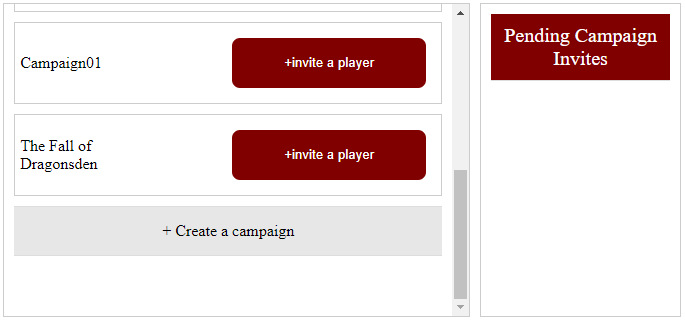 Campaign01
+invite a player
The Fall of
Dragonsden
+invite a player
+ Create a campaign
Pending Campaign
Invites